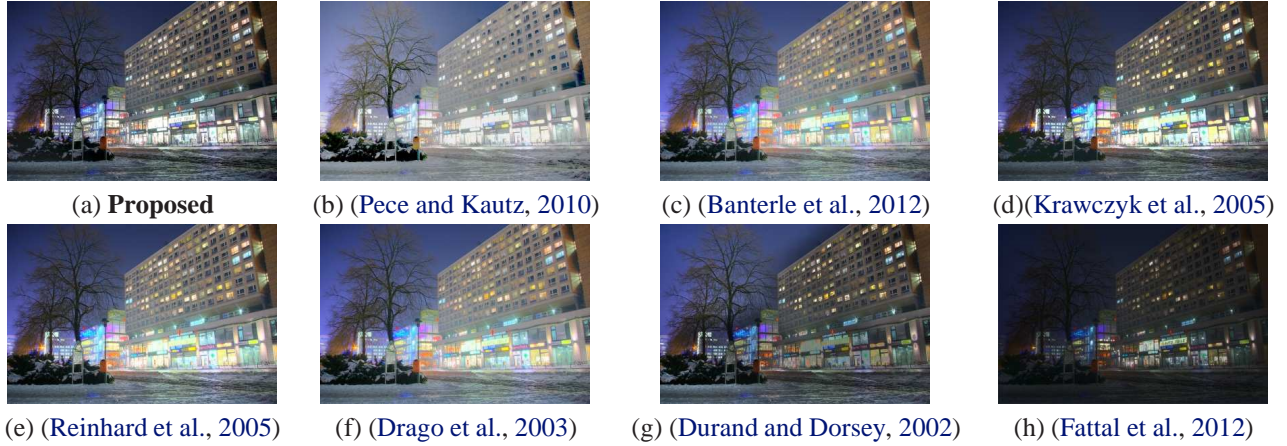 (a) Proposed
(b) (Pece and Kautz, 2010)
(c) (Banterle et al., 2012)
(d)(Krawczyk et al., 2005)
(e) (Reinhard et al., 2005)
(f) (Drago et al., 2003)
(g) (Durand and Dorsey, 2002)
(h) (Fattal et al., 2012)